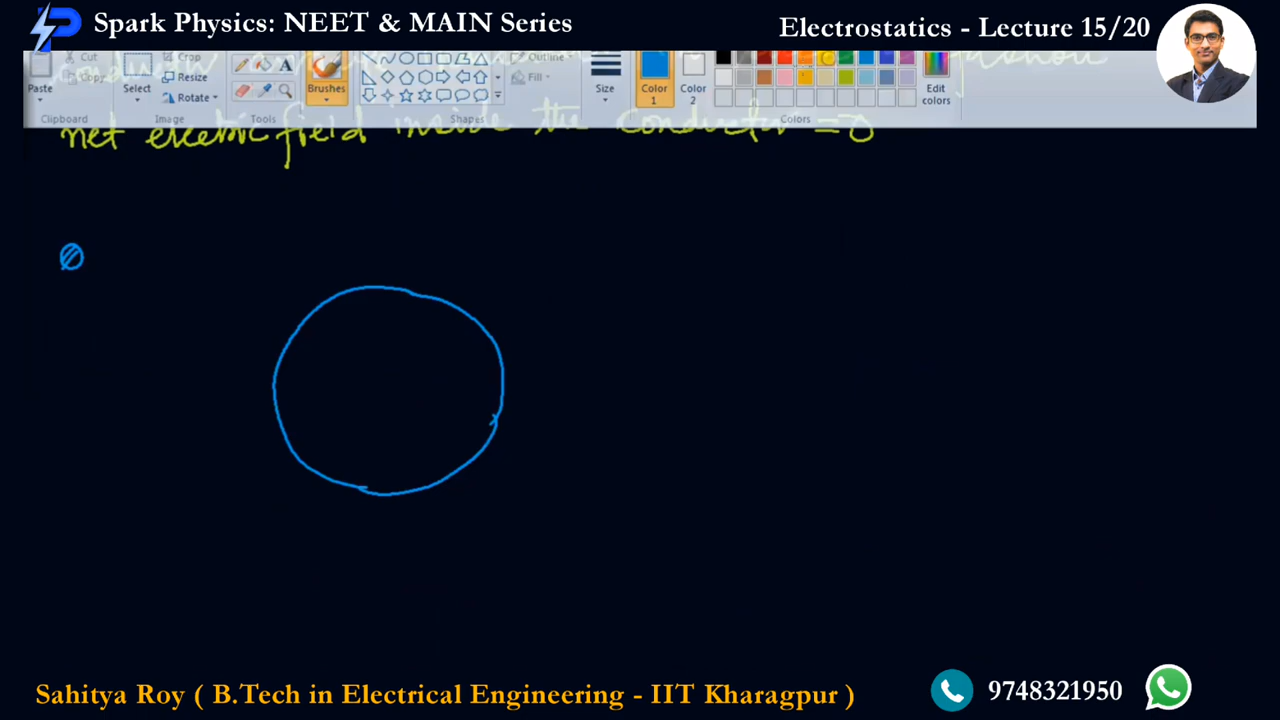 Spark Physics: NEET & MAIN Series
Electrostatics - Lecture 15/20
Cut
Crop
Outline
Copy
Resize
Fill
Paste
Select
Rotate
Brushes
Size
Color 1
Color 2
Edit colors
Clipboard
Image
Tools
Shapes
Colors
fashion
net electric field inside the conductor = 0
Sahitya Roy ( B.Tech in Electrical Engineering - IIT Kharagpur )
9748321950